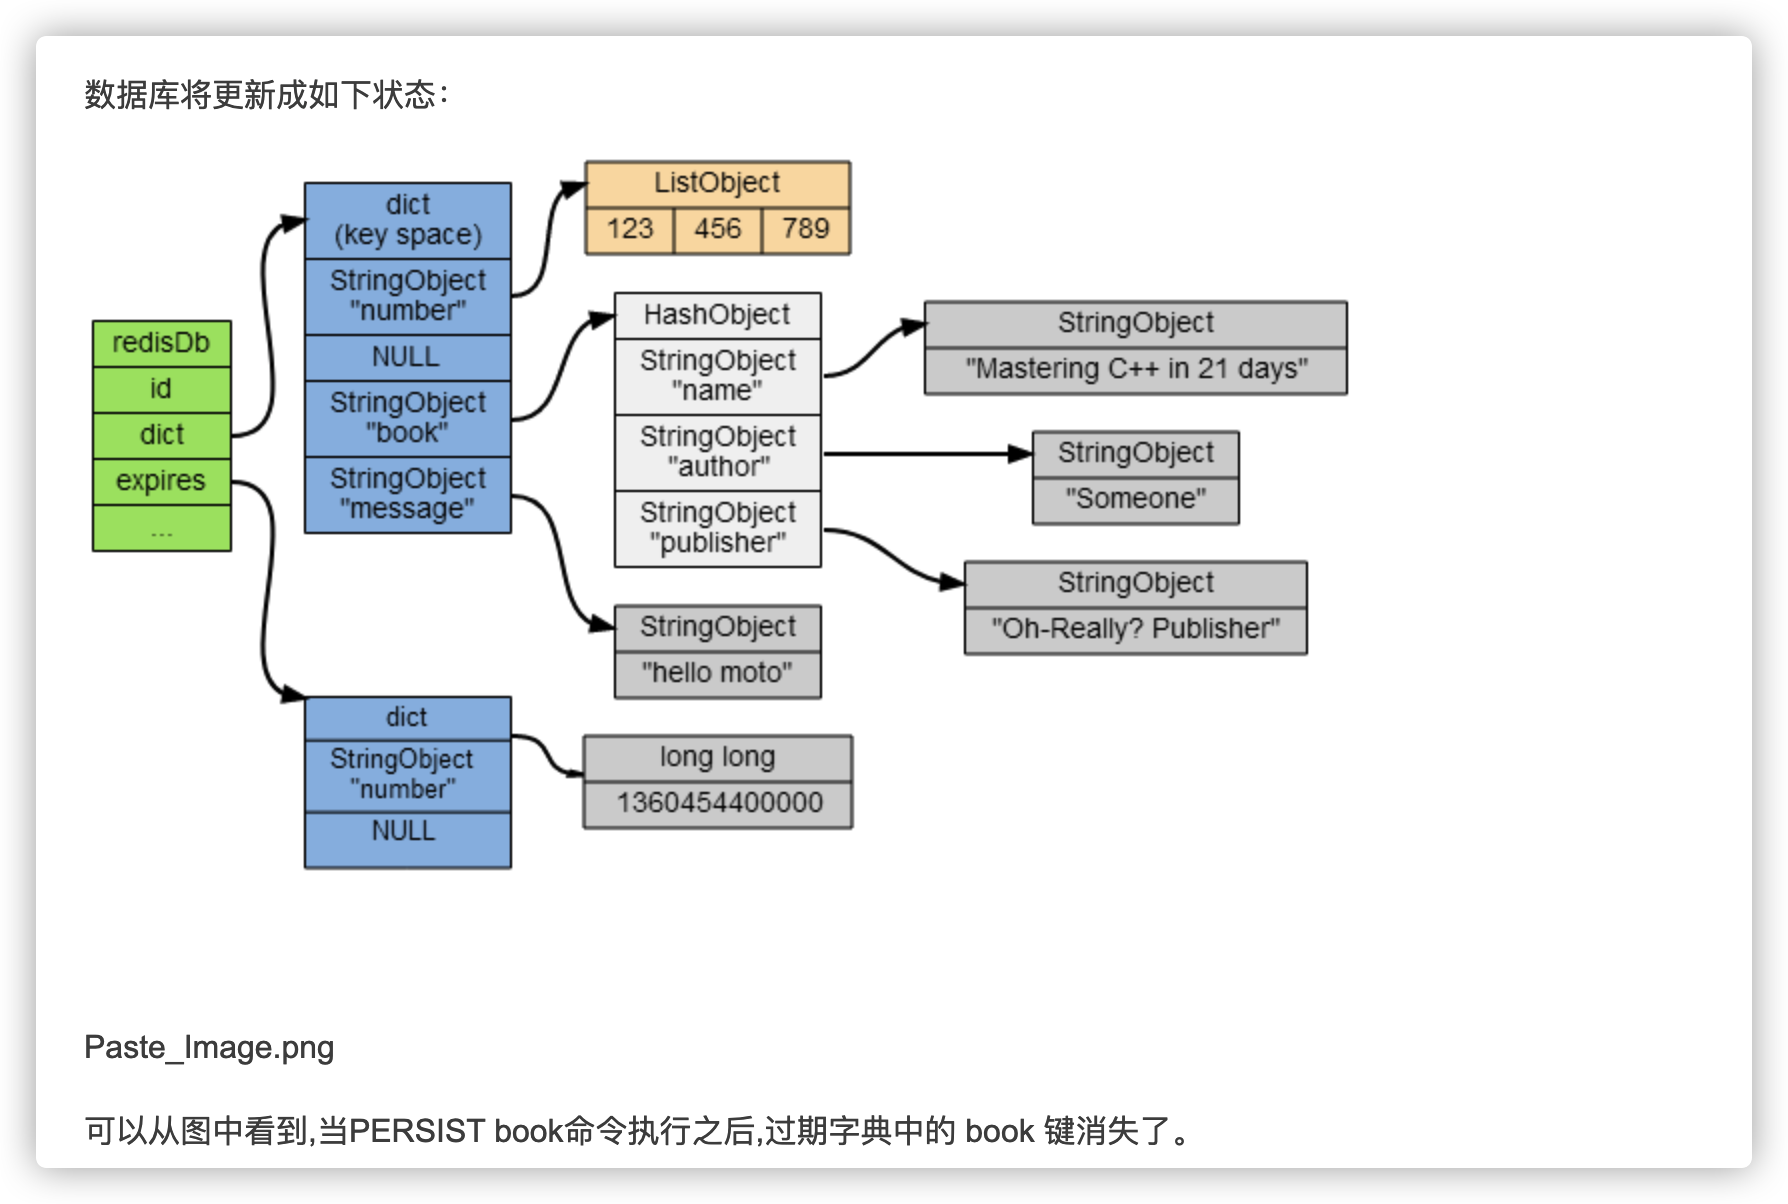 数据库将更新成如下状态：
redisDb
id
dict
expires
...
dict
(key space)
StringObject
"number"
NULL
StringObject
"book"
StringObject
"message"
ListObject
123 456 789
HashObject
StringObject
"name"
StringObject
"author"
StringObject
"publisher"
StringObject
"Mastering C++ in 21 days"
StringObject
"Someone"
StringObject
"Oh-Really? Publisher"
StringObject
"hello moto"
dict
StringObject
"number"
NULL
long long
1360454400000
Paste_Image.png
可以从图中看到,当PERSIST book命令执行之后,过期字典中的 book 键消失了。